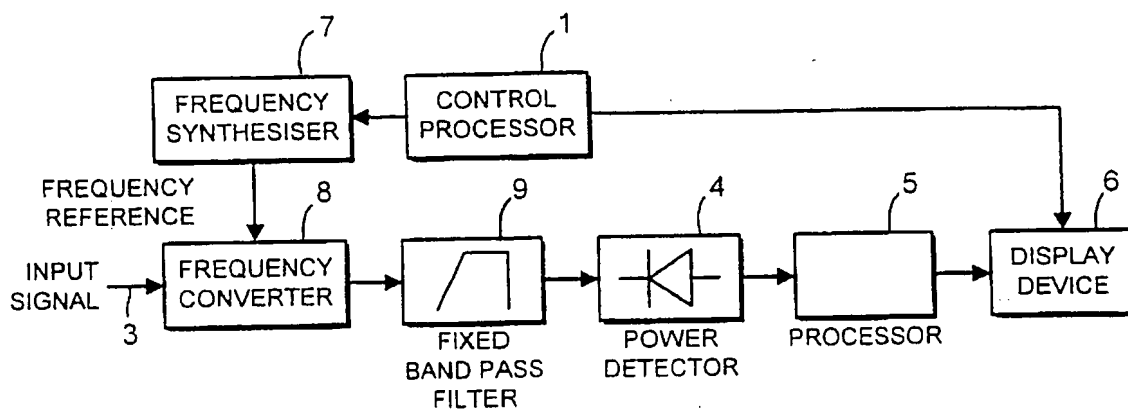 7
1
FREQUENCY
SYNTHESISER
CONTROL
PROCESSOR
FREQUENCY
REFERENCE
8
9
4
5
6
INPUT
SIGNAL
3
FREQUENCY
CONVERTER
DISPLAY
DEVICE
FIXED
BAND PASS
FILTER
POWER
DETECTOR
PROCESSOR